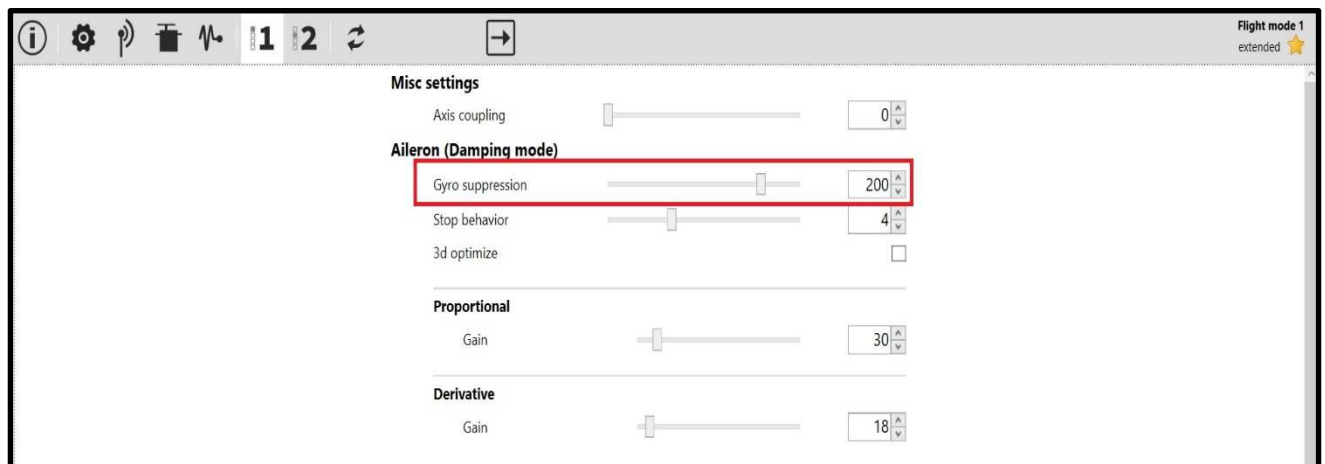 i 1 2
Flight mode 1
extended
Misc settings
Axis coupling 0
Aileron (Damping mode)
Gyro suppression 200
Stop behavior 4
3d optimize
Proportional
Gain 30
Derivative
Gain 18